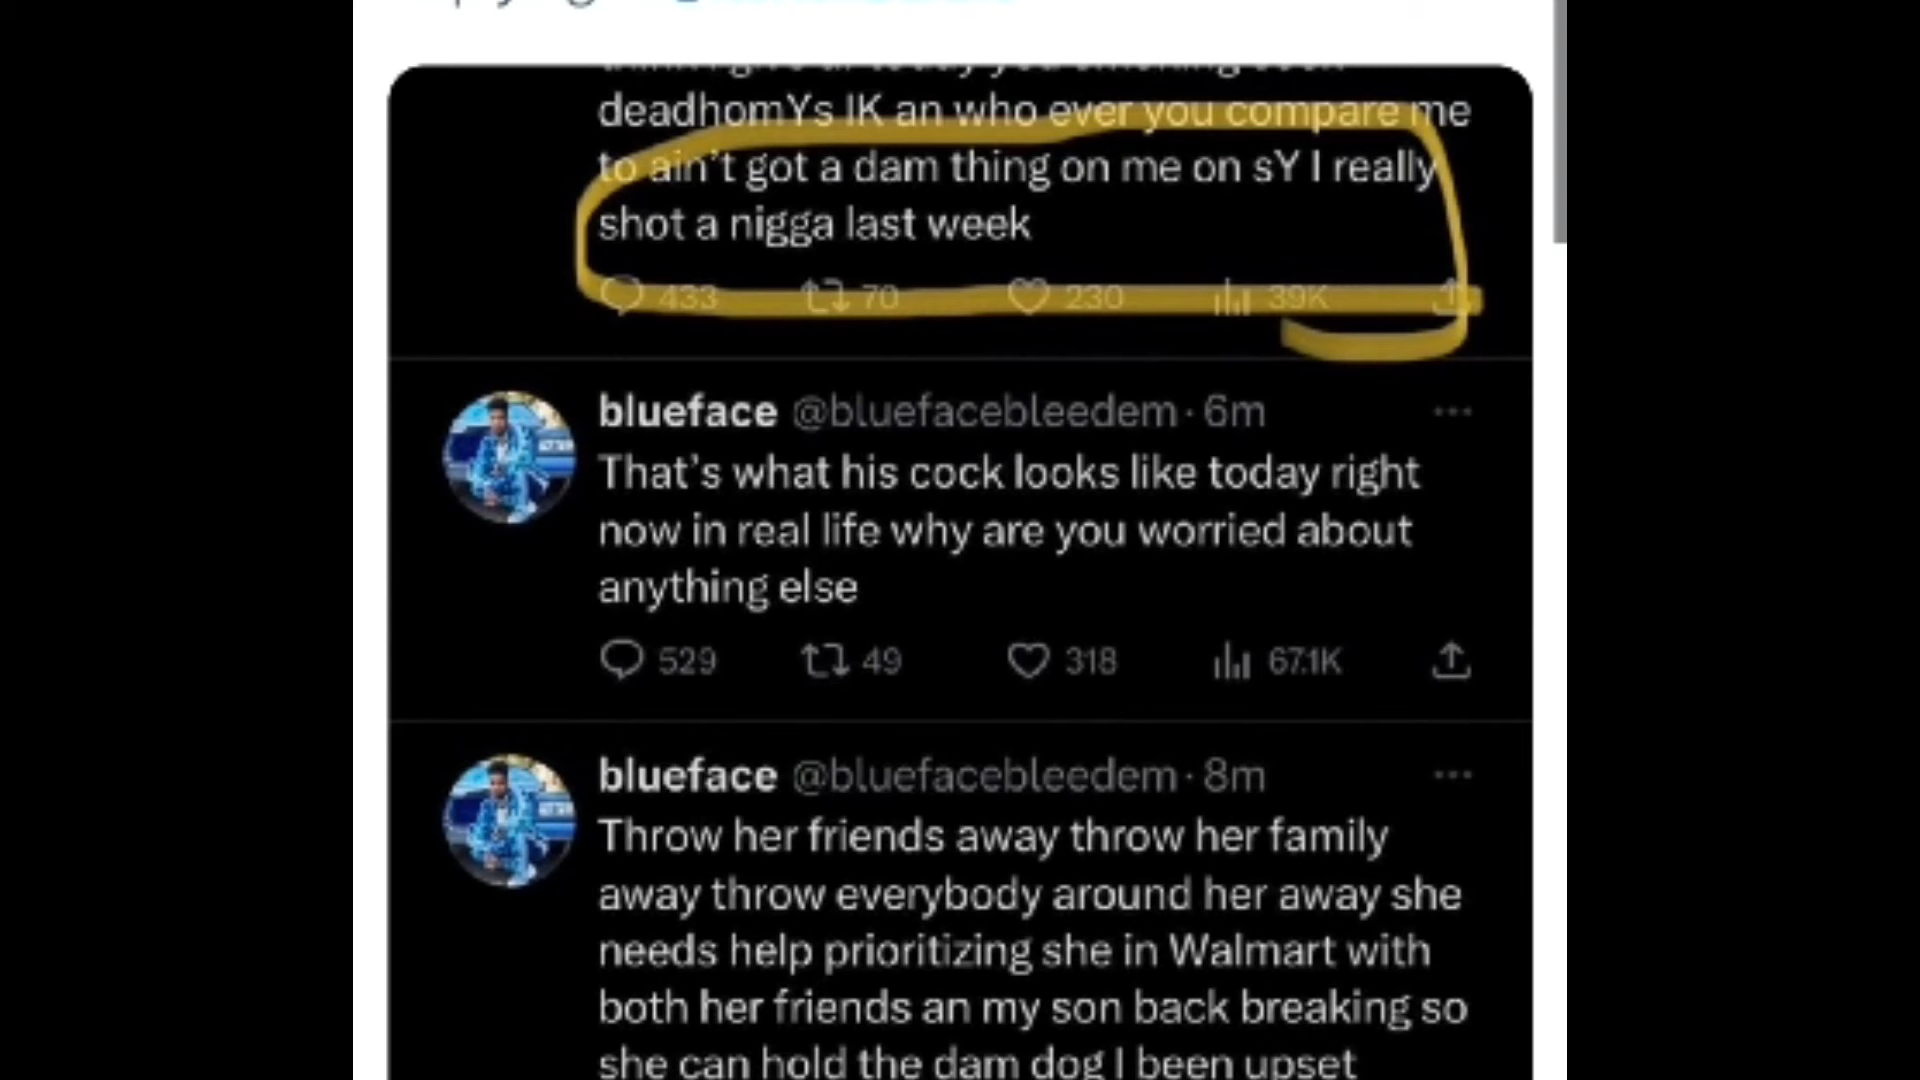 deadhomYs IK an who ever you compare me
to ain't got a dam thing on me on sY I really
shot a nigga last week
433 70 230 39K
blueface @bluefacebleedem · 6m
That's what his cock looks like today right
now in real life why are you worried about
anything else
529 49 318 67.1K
blueface @bluefacebleedem · 8m
Throw her friends away throw her family
away throw everybody around her away she
needs help prioritizing she in Walmart with
both her friends an my son back breaking so
she can hold the dam dog I been upset